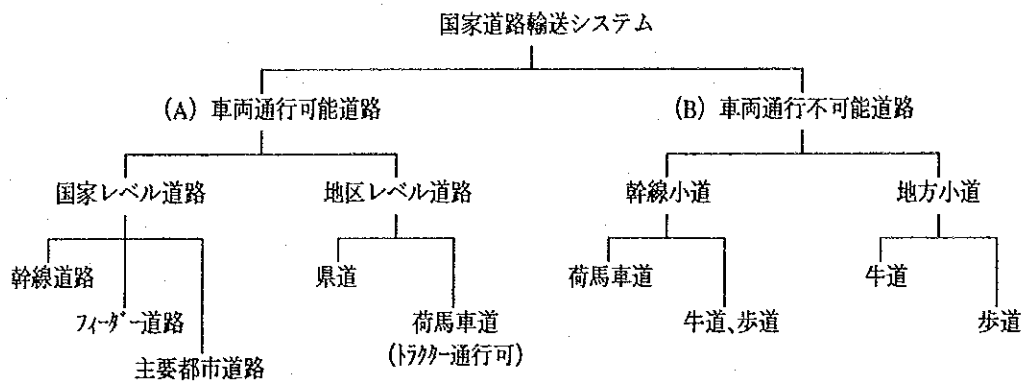 国家道路輸送システム
(A) 車両通行可能道路
(B) 車両通行不可能道路
国家レベル道路
地区レベル道路
幹線小道
地方小道
幹線道路
県道
荷馬車道
牛道
フィーダー道路
荷馬車道
牛道、歩道
歩道
(トラクター通行可)
主要都市道路